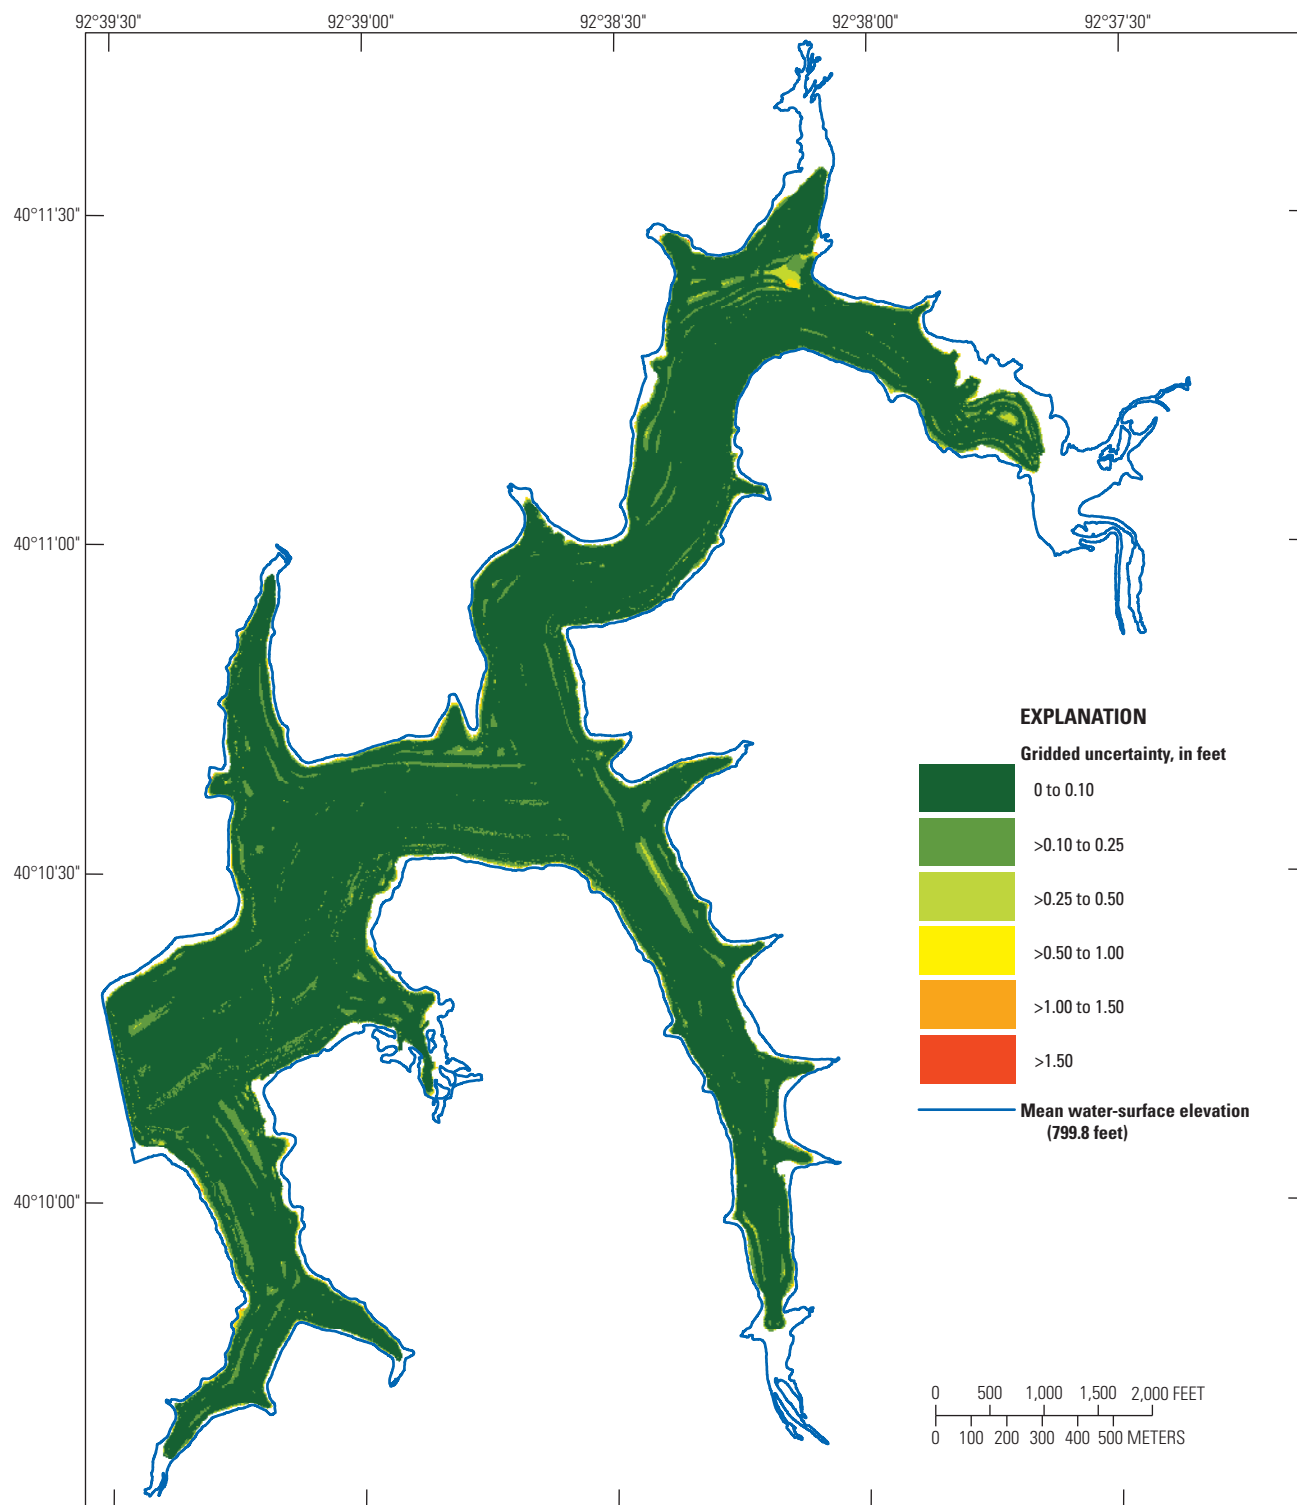 92°39'30" 92°39'00" 92°38'30" 92°38'00" 92°37'30"
40°11'30"
40°11'00"
40°10'30"
40°10'00"
EXPLANATION
Gridded uncertainty, in feet
0 to 0.10
>0.10 to 0.25
>0.25 to 0.50
>0.50 to 1.00
>1.00 to 1.50
>1.50
Mean water-surface elevation
(799.8 feet)
0 500 1,000 1,500 2,000 FEET
0 100 200 300 400 500 METERS